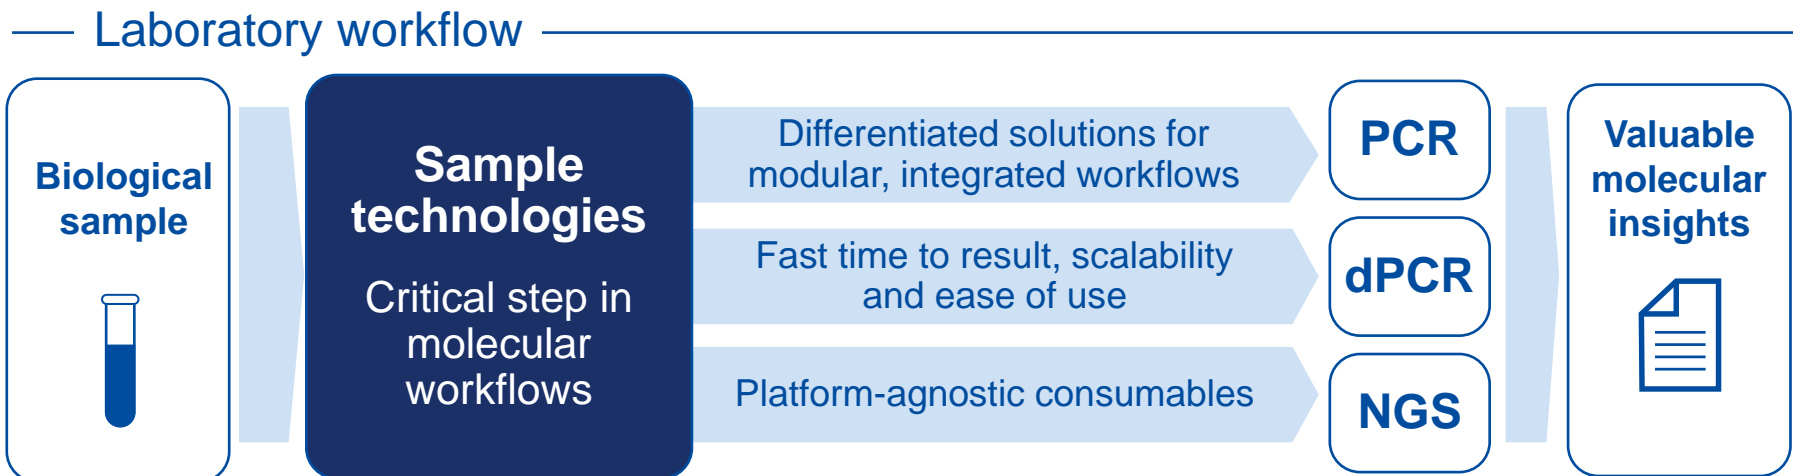 Laboratory workflow
Biological
sample
Sample
technologies
Critical step in
molecular
workflows
Differentiated solutions for
modular, integrated workflows
Fast time to result, scalability
and ease of use
Platform-agnostic consumables
PCR
dPCR
NGS
Valuable
molecular
insights